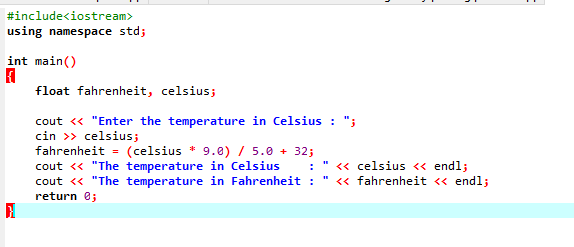 #include<iostream>
using namespace std;
int main()
{
float fahrenheit, celsius;
cout << "Enter the temperature in Celsius : ";
cin >> celsius;
fahrenheit = (celsius * 9.0) / 5.0 + 32;
cout << "The temperature in Celsius    : " << celsius << endl;
cout << "The temperature in Fahrenheit : " << fahrenheit << endl;
return 0;
}